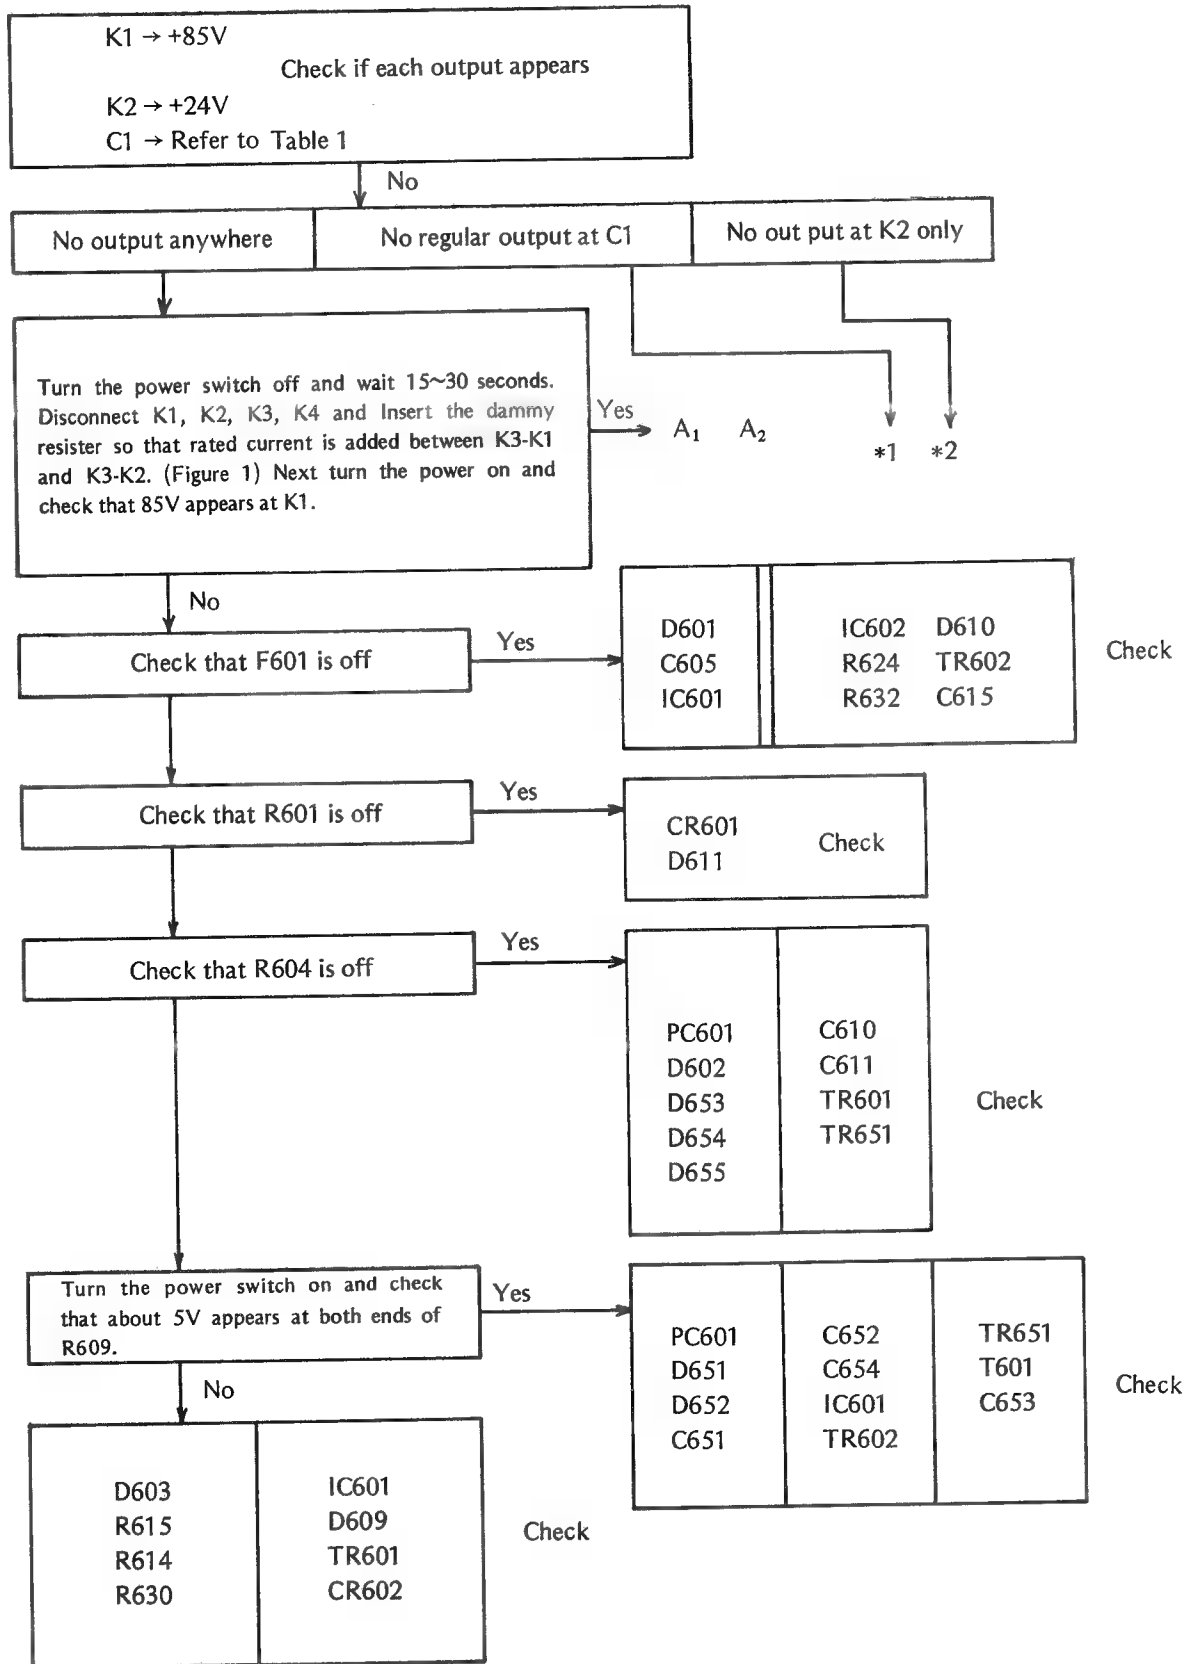 K1 → +85V
Check if each output appears
K2 → +24V
C1 → Refer to Table 1
No
No output anywhere
No regular output at C1
No out put at K2 only
Turn the power switch off and wait 15~30 seconds.
Disconnect K1, K2, K3, K4 and Insert the dammy
resister so that rated current is added between K3-K1
and K3-K2. (Figure 1) Next turn the power on and
check that 85V appears at K1.
Yes
A1 A2
*1 *2
No
Check that F601 is off
Yes
D601
C605
IC601
IC602 D610
R624 TR602
R632 C615
Check
Check that R601 is off
Yes
CR601
D611
Check
Check that R604 is off
Yes
PC601
D602
D653
D654
D655
C610
C611
TR601
TR651
Check
Turn the power switch on and check
that about 5V appears at both ends of
R609.
Yes
PC601
D651
D652
C651
C652
C654
IC601
TR602
TR651
T601
C653
Check
No
D603
R615
R614
R630
IC601
D609
TR601
CR602
Check